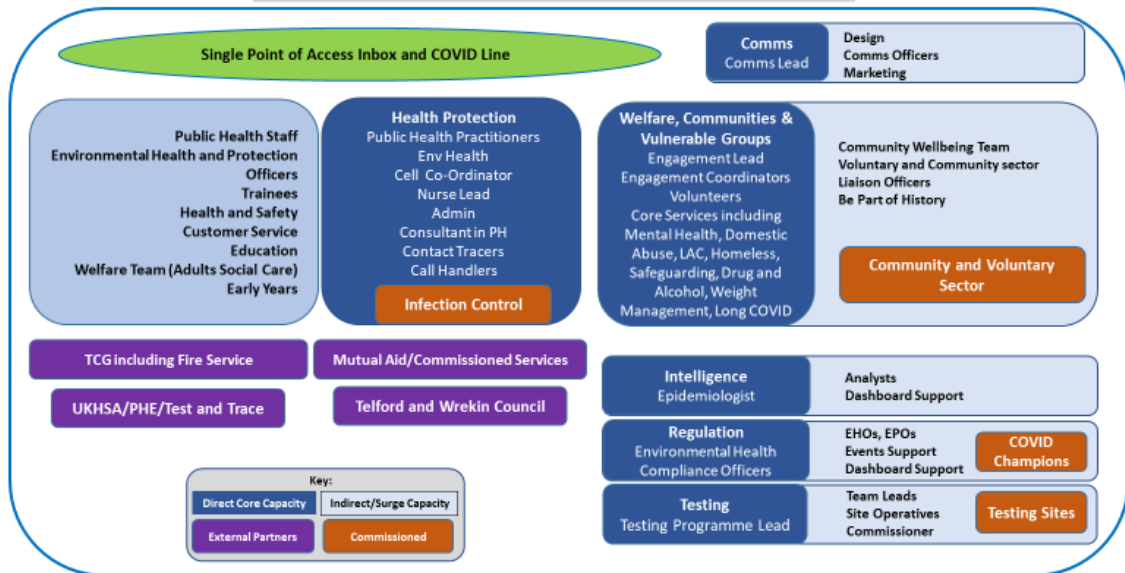 Single Point of Access Inbox and COVID Line
Comms
Comms Lead
Design
Comms Officers
Marketing
Public Health Staff
Environmental Health and Protection
Officers
Trainees
Health and Safety
Customer Service
Education
Welfare Team (Adults Social Care)
Early Years
Health Protection
Public Health Practitioners
Env Health
Cell Co-Ordinator
Nurse Lead
Admin
Consultant in PH
Contact Tracers
Call Handlers
Infection Control
Welfare, Communities &
Vulnerable Groups
Engagement Lead
Engagement Coordinators
Volunteers
Core Services including
Mental Health, Domestic
Abuse, LAC, Homeless,
Safeguarding, Drug and
Alcohol, Weight
Management, Long COVID
Community Wellbeing Team
Voluntary and Community sector
Liaison Officers
Be Part of History
Community and Voluntary
Sector
TCG including Fire Service
Mutual Aid/Commissioned Services
UKHSA/PHE/Test and Trace
Telford and Wrekin Council
Intelligence
Epidemiologist
Analysts
Dashboard Support
Regulation
Environmental Health
Compliance Officers
EHOs, EPOs
Events Support
Dashboard Support
COVID
Champions
Testing
Testing Programme Lead
Team Leads
Site Operatives
Commissioner
Testing Sites
Key:
Direct Core Capacity
Indirect/Surge Capacity
External Partners
Commissioned